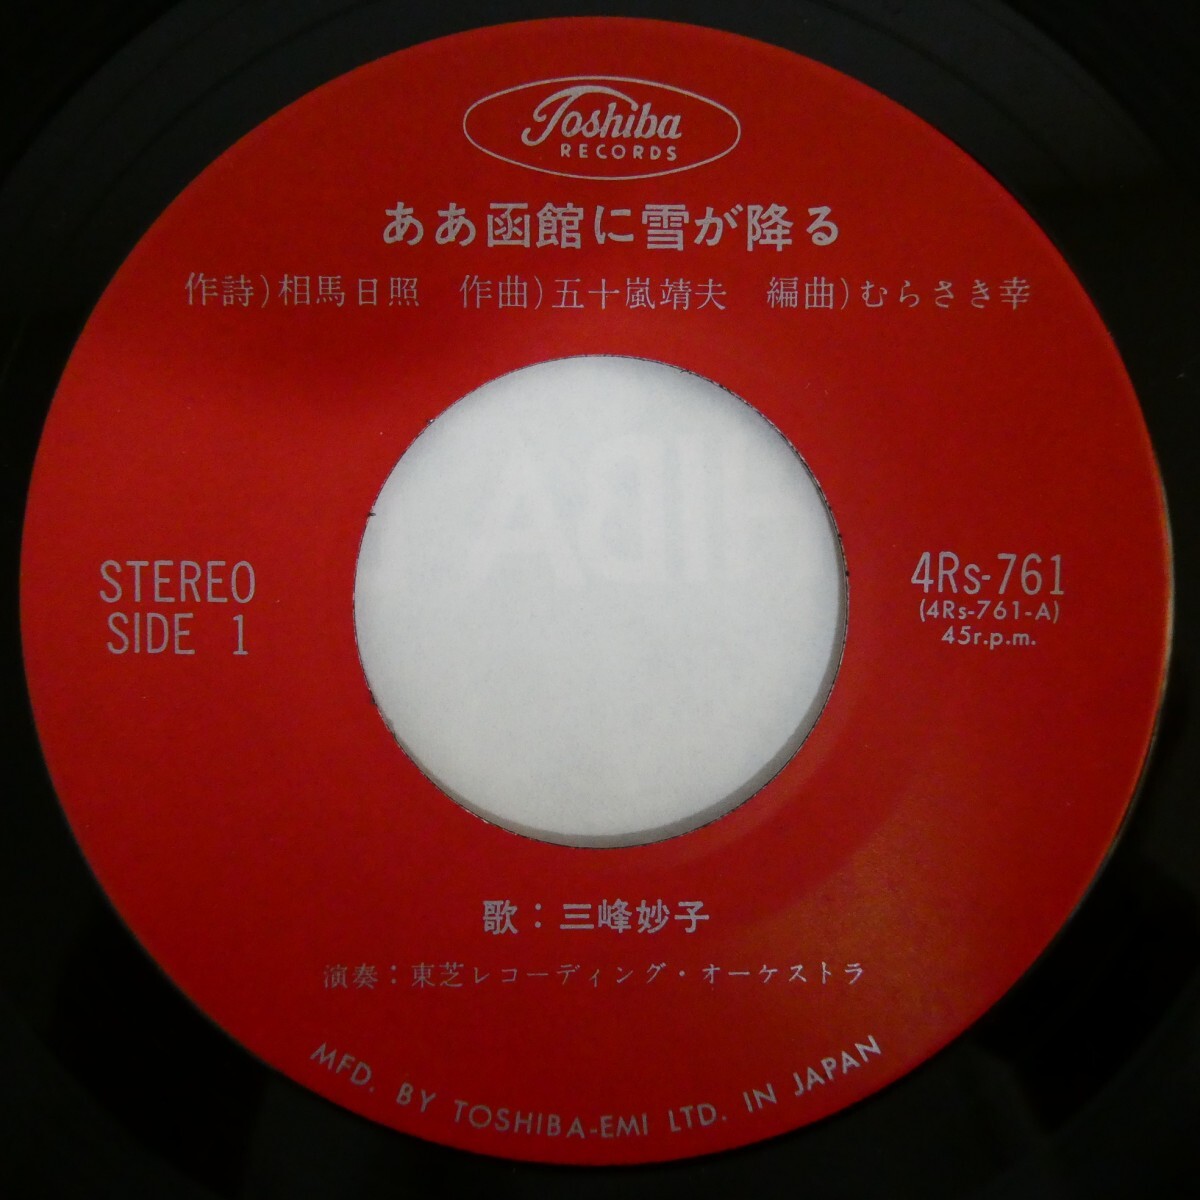 Toshiba
RECORDS
ああ函館に雪が降る
作詩)相馬日照 作曲)五十嵐靖夫 編曲)むらさき幸
STEREO
SIDE 1
4Rs-761
(4Rs-761-A)
45r.p.m.
歌：三峰妙子
演奏：東芝レコーディング・オーケストラ
MFD. BY TOSHIBA-EMI LTD. IN JAPAN